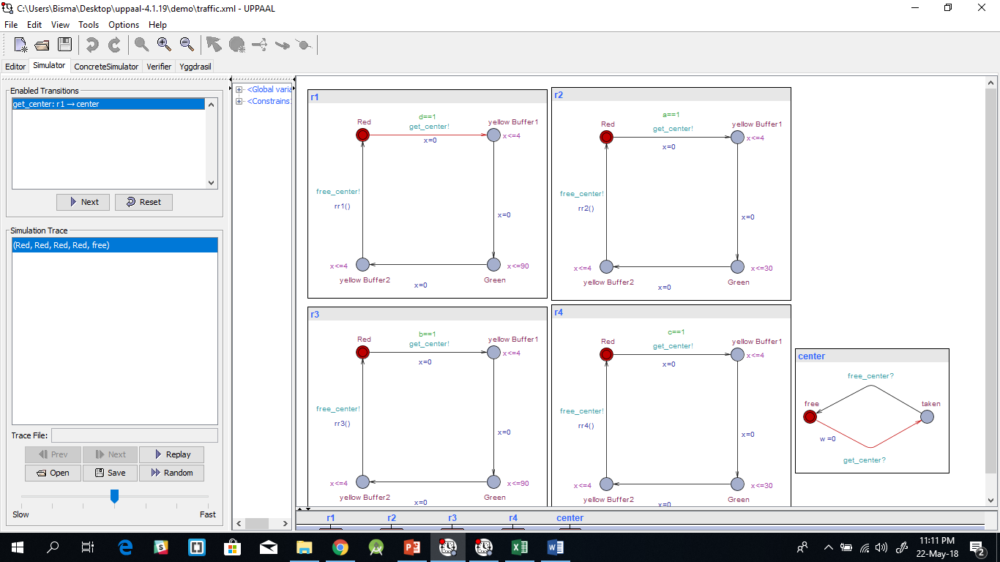 C:\Users\Bisma\Desktop\uppaal-4.1.19\demo\traffic.xml - UPPAAL
File Edit View Tools Options Help
Editor Simulator ConcreteSimulator Verifier Yggdrasil
Enabled Transitions
get_center: r1 → center
Next Reset
Simulation Trace
(Red, Red, Red, Red, free)
Trace File:
Prev Next Replay
Open Save Random
Slow Fast
<Global varia
<Constrains
r1
Red
d==1
get_center!
x=0
yellow Buffer1
x<=4
free_center!
rr1()
x=0
x<=4
yellow Buffer2
x=0
Green
x<=90
r2
Red
a==1
get_center!
x=0
yellow Buffer1
x<=4
free_center!
rr2()
x=0
x<=4
yellow Buffer2
x=0
Green
x<=30
r3
Red
b==1
get_center!
x=0
yellow Buffer1
x<=4
free_center!
rr3()
x=0
x<=4
yellow Buffer2
x=0
Green
x<=90
r4
Red
c==1
get_center!
x=0
yellow Buffer1
x<=4
free_center!
rr4()
x=0
x<=4
yellow Buffer2
x=0
Green
x<=30
center
free_center?
free
taken
w =0
get_center?
r1 r2 r3 r4 center
11:11 PM
22-May-18
2